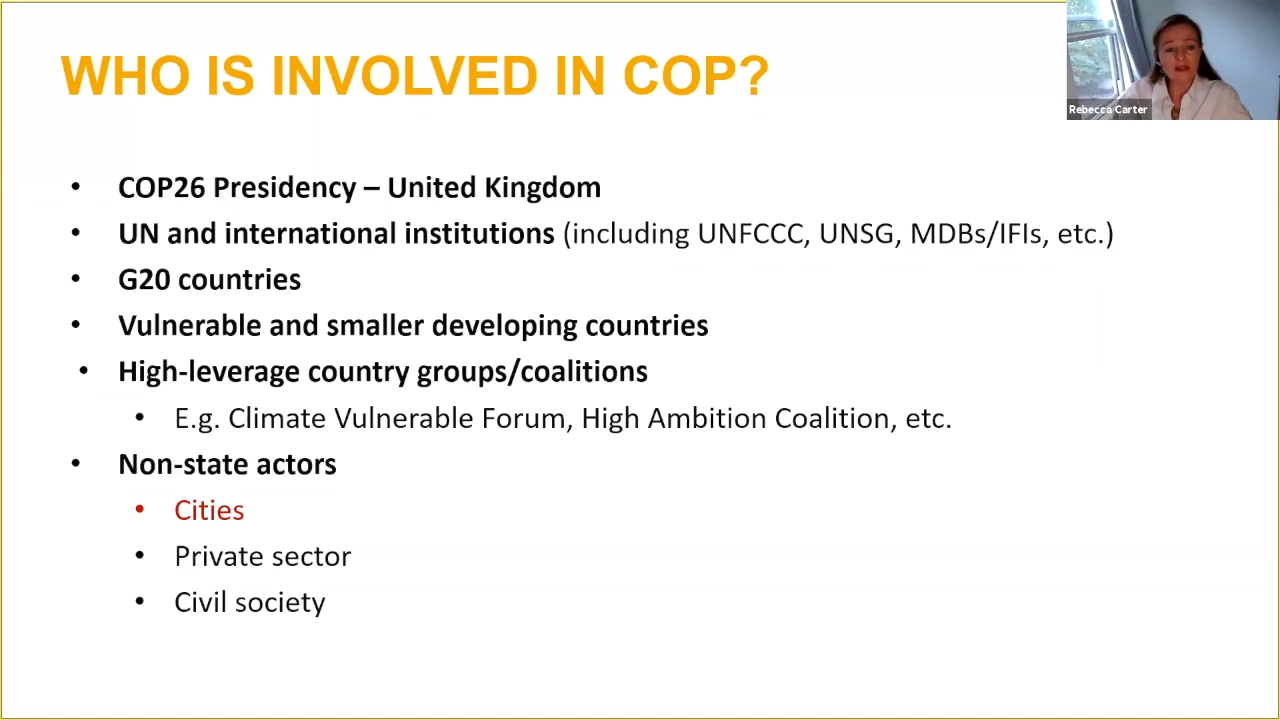 WHO IS INVOLVED IN COP?
Rebecca Carter
• COP26 Presidency – United Kingdom
• UN and international institutions (including UNFCCC, UNSG, MDBs/IFIs, etc.)
• G20 countries
• Vulnerable and smaller developing countries
• High-leverage country groups/coalitions
• E.g. Climate Vulnerable Forum, High Ambition Coalition, etc.
• Non-state actors
• Cities
• Private sector
• Civil society